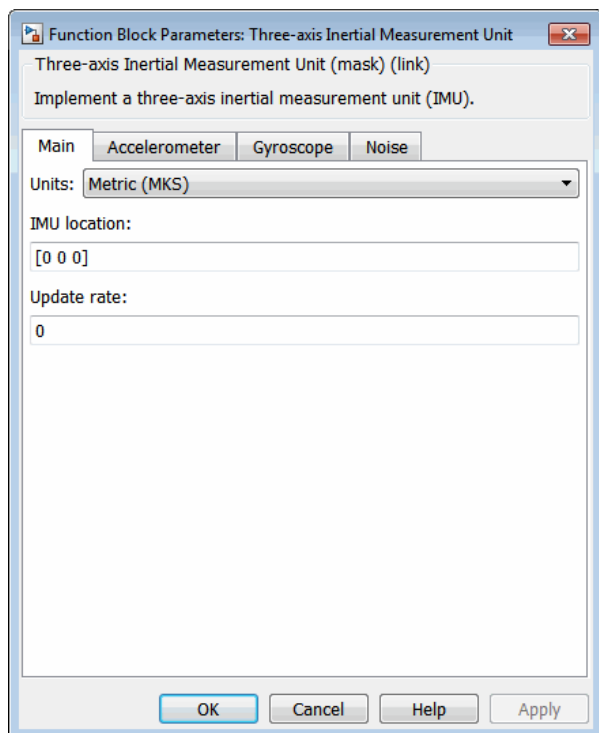 Function Block Parameters: Three-axis Inertial Measurement Unit
Three-axis Inertial Measurement Unit (mask) (link)
Implement a three-axis inertial measurement unit (IMU).
Main Accelerometer Gyroscope Noise
Units: Metric (MKS)
IMU location:
[0 0 0]
Update rate:
0
OK Cancel Help Apply